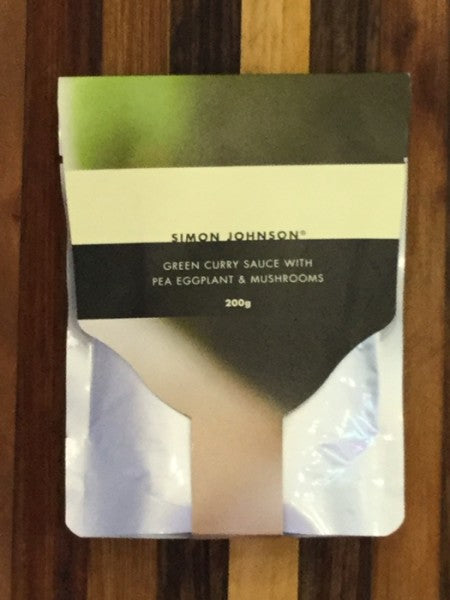 SIMON JOHNSON®
GREEN CURRY SAUCE WITH
PEA EGGPLANT & MUSHROOMS
200g